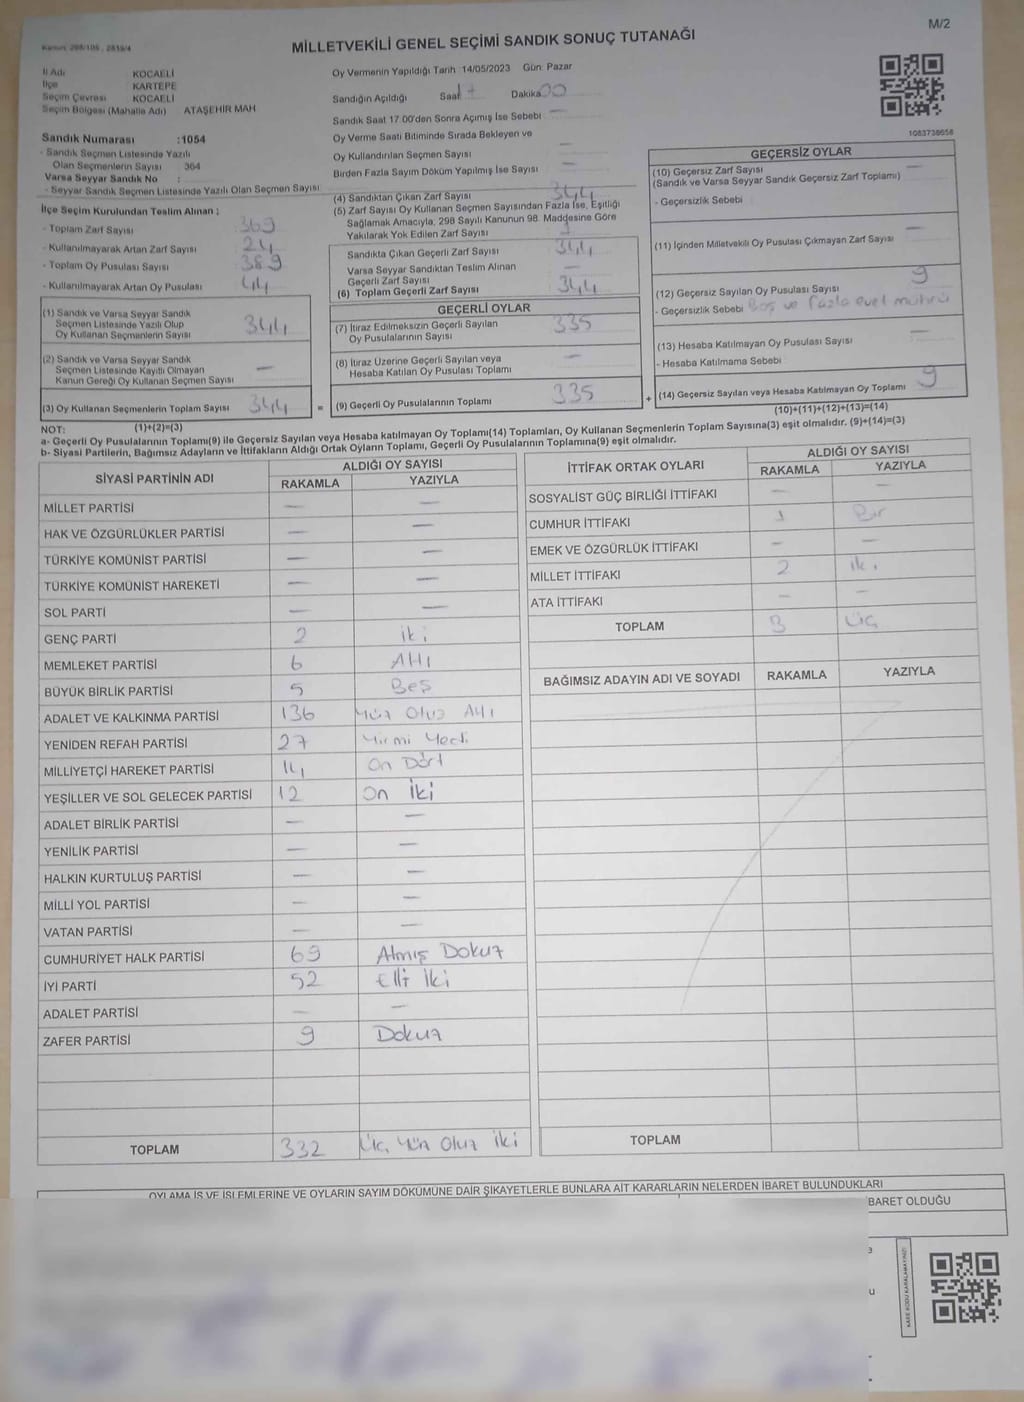 Kanun: 298/105, 2839/4
M/2
MİLLETVEKİLİ GENEL SEÇİMİ SANDIK SONUÇ TUTANAĞI
İl Adı KOCAELİ
İlçe KARTEPE
Seçim Çevresi KOCAELİ
Seçim Bölgesi (Mahalle Adı) ATAŞEHİR MAH
Sandık Numarası :1054
- Sandık Seçmen Listesinde Yazılı
Olan Seçmenlerin Sayısı 364
Varsa Seyyar Sandık No :
- Seyyar Sandık Seçmen Listesinde Yazılı Olan Seçmen Sayısı
Oy Vermenin Yapıldığı Tarih :14/05/2023 Gün: Pazar
Sandığın Açıldığı Saat 17 Dakika 00
Sandık Saat 17.00'den Sonra Açımış İse Sebebi —
Oy Verme Saati Bitiminde Sırada Bekleyen ve
Oy Kullandırılan Seçmen Sayısı —
Birden Fazla Sayım Döküm Yapılmış İse Sayısı —
1083738658
İlçe Seçim Kurulundan Teslim Alınan ;
- Toplam Zarf Sayısı 369
- Kullanılmayarak Artan Zarf Sayısı 24
- Toplam Oy Pusulası Sayısı 389
- Kullanılmayarak Artan Oy Pusulası 44
(1) Sandık ve Varsa Seyyar Sandık
Seçmen Listesinde Yazılı Olup
Oy Kullanan Seçmenlerin Sayısı 344
(2) Sandık ve Varsa Seyyar Sandık
Seçmen Listesinde Kayıtlı Olmayan
Kanun Gereği Oy Kullanan Seçmen Sayısı —
(3) Oy Kullanan Seçmenlerin Toplam Sayısı 344
(4) Sandıktan Çıkan Zarf Sayısı 344
(5) Zarf Sayısı Oy Kullanan Seçmen Sayısından Fazla İse, Eşitliği
Sağlamak Amacıyla, 298 Sayılı Kanunun 98. Maddesine Göre
Yakılarak Yok Edilen Zarf Sayısı
Sandıkta Çıkan Geçerli Zarf Sayısı 344
Varsa Seyyar Sandıktan Teslim Alınan
Geçerli Zarf Sayısı —
(6) Toplam Geçerli Zarf Sayısı 344
GEÇERLİ OYLAR
(7) İtiraz Edilmeksizin Geçerli Sayılan
Oy Pusulalarının Sayısı 335
(8) İtiraz Üzerine Geçerli Sayılan veya
Hesaba Katılan Oy Pusulası Toplamı —
= (9) Geçerli Oy Pusulalarının Toplamı 335
GEÇERSİZ OYLAR
(10) Geçersiz Zarf Sayısı
(Sandık ve Varsa Seyyar Sandık Geçersiz Zarf Toplamı) —
- Geçersizlik Sebebi
(11) İçinden Milletvekili Oy Pusulası Çıkmayan Zarf Sayısı —
(12) Geçersiz Sayılan Oy Pusulası Sayısı 9
- Geçersizlik Sebebi Boş ve fazla evet mührü
(13) Hesaba Katılmayan Oy Pusulası Sayısı —
- Hesaba Katılmama Sebebi
+ (14) Geçersiz Sayılan veya Hesaba Katılmayan Oy Toplamı 9
(10)+(11)+(12)+(13)=(14)
NOT: (1)+(2)=(3)
a- Geçerli Oy Pusulalarının Toplamı(9) ile Geçersiz Sayılan veya Hesaba katılmayan Oy Toplamı(14) Toplamları, Oy Kullanan Seçmenlerin Toplam Sayısına(3) eşit olmalıdır. (9)+(14)=(3)
b- Siyasi Partilerin, Bağımsız Adayların ve İttifakların Aldığı Ortak Oyların Toplamı, Geçerli Oy Pusulalarının Toplamına(9) eşit olmalıdır.
SİYASİ PARTİNİN ADI ALDIĞI OY SAYISI
RAKAMLA YAZIYLA
MİLLET PARTİSİ — —
HAK VE ÖZGÜRLÜKLER PARTİSİ — —
TÜRKİYE KOMÜNİST PARTİSİ — —
TÜRKİYE KOMÜNİST HAREKETİ — —
SOL PARTİ — —
GENÇ PARTİ 2 İki
MEMLEKET PARTİSİ 6 Altı
BÜYÜK BİRLİK PARTİSİ 5 Beş
ADALET VE KALKINMA PARTİSİ 136 Yüz Otuz Altı
YENİDEN REFAH PARTİSİ 27 Yirmi Yedi
MİLLİYETÇİ HAREKET PARTİSİ 14 On Dört
YEŞİLLER VE SOL GELECEK PARTİSİ 12 On İki
ADALET BİRLİK PARTİSİ — —
YENİLİK PARTİSİ — —
HALKIN KURTULUŞ PARTİSİ — —
MİLLİ YOL PARTİSİ — —
VATAN PARTİSİ — —
CUMHURİYET HALK PARTİSİ 69 Atmış Dokuz
İYİ PARTİ 52 Elli İki
ADALET PARTİSİ — —
ZAFER PARTİSİ 9 Dokuz
TOPLAM 332 Üç Yüz Otuz İki
İTTİFAK ORTAK OYLARI ALDIĞI OY SAYISI
RAKAMLA YAZIYLA
SOSYALİST GÜÇ BİRLİĞİ İTTİFAKI — —
CUMHUR İTTİFAKI 1 Bir
EMEK VE ÖZGÜRLÜK İTTİFAKI — —
MİLLET İTTİFAKI 2 iki
ATA İTTİFAKI — —
TOPLAM 3 Üç
BAĞIMSIZ ADAYIN ADI VE SOYADI RAKAMLA YAZIYLA
TOPLAM
OYLAMA İŞ VE İŞLEMLERİNE VE OYLARIN SAYIM DÖKÜMÜNE DAİR ŞİKAYETLERLE BUNLARA AİT KARARLARIN NELERDEN İBARET BULUNDUKLARI
BARET OLDUĞU
KARE KODU KARALAMAYINIZ!